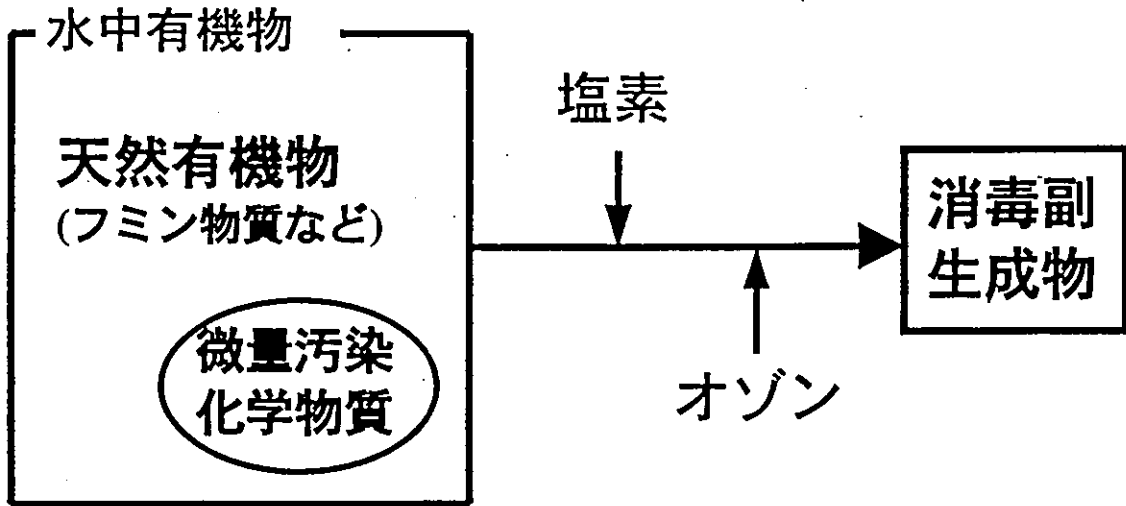 水中有機物
天然有機物
(フミン物質など)
微量汚染
化学物質
塩素
オゾン
消毒副
生成物